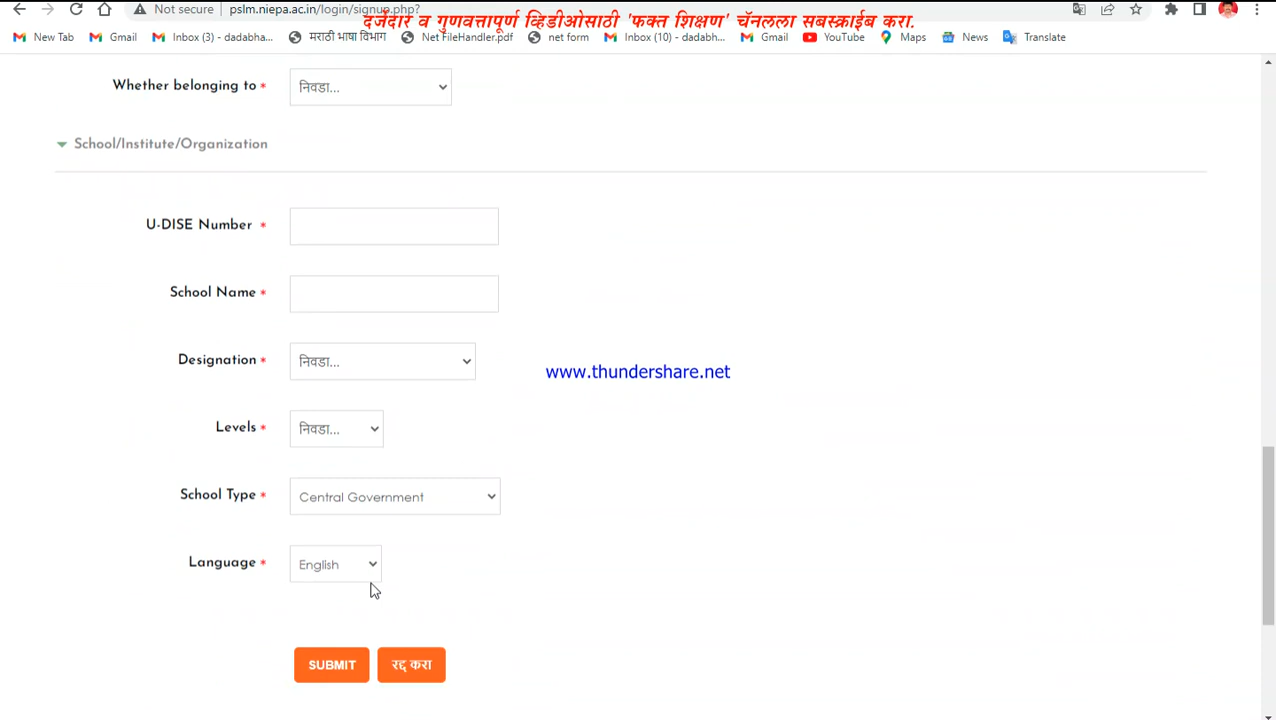 Not secure pslm.niepa.ac.in/login/signup.php?
दर्जेदार व गुणवत्तापूर्ण व्हिडीओसाठी 'फक्त शिक्षण' चॅनलला सबस्क्राईब करा.
New Tab Gmail Inbox (3) - dadabha... मराठी भाषा विभाग Net FileHandler.pdf net form Inbox (10) - dadabh... Gmail YouTube Maps News Translate
Whether belonging to * निवडा...
School/Institute/Organization
U-DISE Number *
School Name *
Designation * निवडा...
www.thundershare.net
Levels * निवडा...
School Type * Central Government
Language * English
SUBMIT रद्द करा